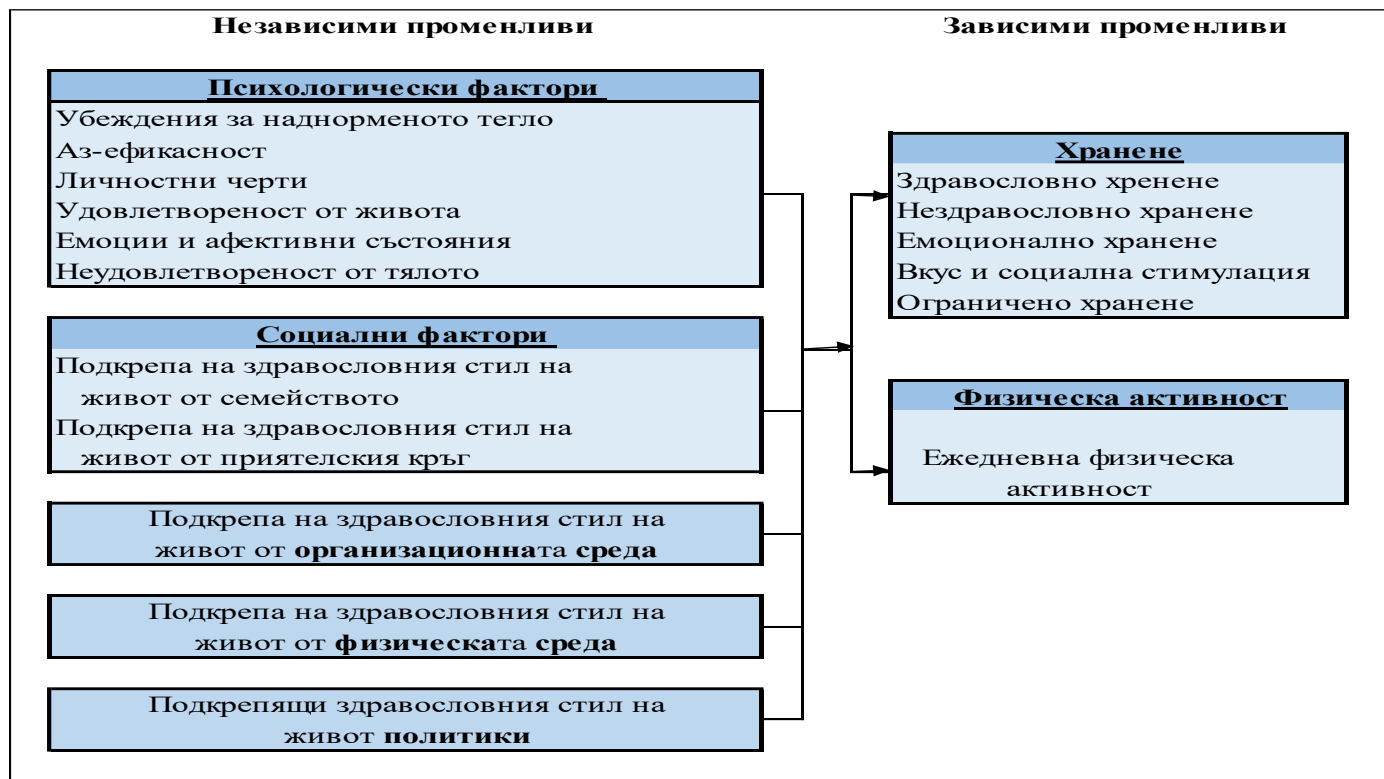 Независими променливи
Зависими променливи
Психологически фактори
Убеждения за наднорменото тегло
Аз-ефикасност
Личностни черти
Удовлетвореност от живота
Емоции и афективни състояния
Неудовлетвореност от тялото
Социални фактори
Подкрепа на здравословния стил на
живот от семейството
Подкрепа на здравословния стил на
живот от приятелския кръг
Подкрепа на здравословния стил на
живот от организационната среда
Подкрепа на здравословния стил на
живот от физическата среда
Подкрепящи здравословния стил на
живот политики
Хранене
Здравословно хренене
Нездравословно хранене
Емоционално хранене
Вкус и социална стимулация
Ограничено хранене
Физическа активност
Ежедневна физическа
активност